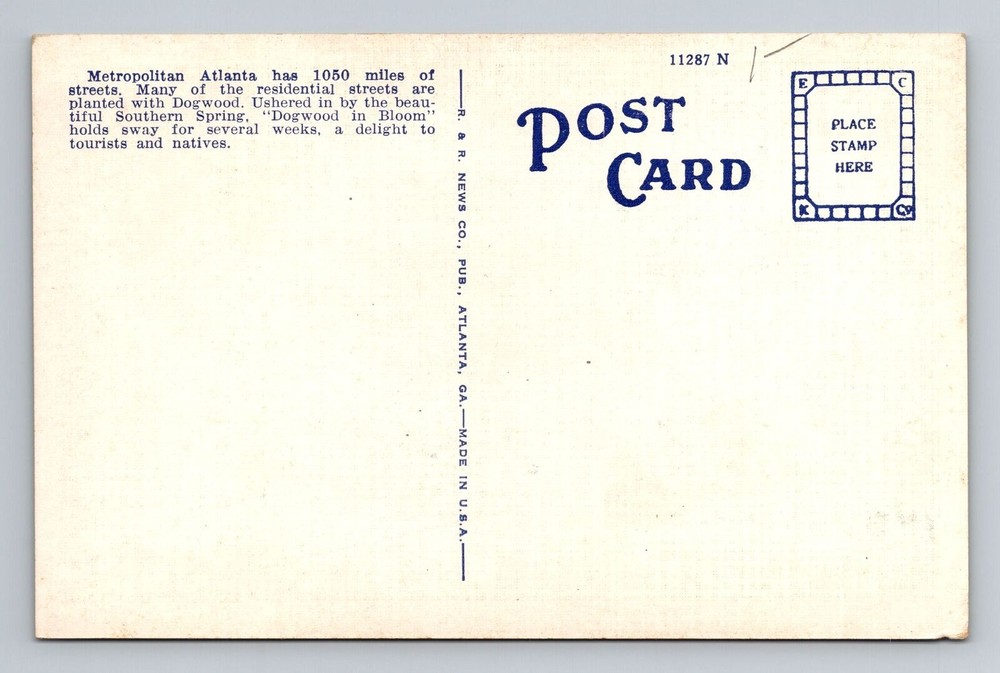 Metropolitan Atlanta has 1050 miles of
streets. Many of the residential streets are
planted with Dogwood. Ushered in by the beau-
tiful Southern Spring, "Dogwood in Bloom"
holds sway for several weeks, a delight to
tourists and natives.
R. & R. NEWS CO., PUB., ATLANTA, GA.—MADE IN U.S.A.
11287 N
POST
CARD
E C
PLACE
STAMP
HERE
K Co